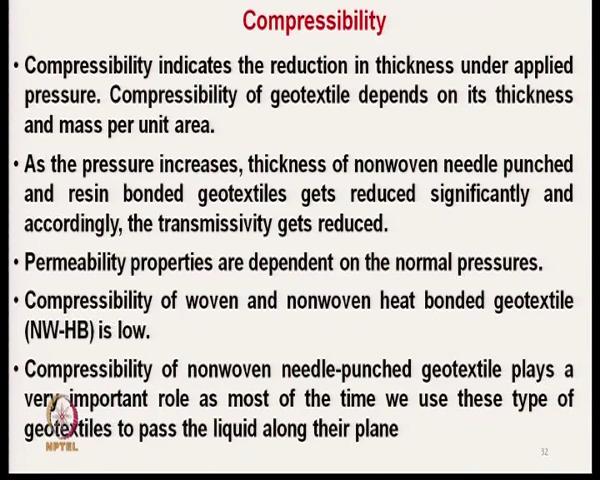 Compressibility
• Compressibility indicates the reduction in thickness under applied
pressure. Compressibility of geotextile depends on its thickness
and mass per unit area.
• As the pressure increases, thickness of nonwoven needle punched
and resin bonded geotextiles gets reduced significantly and
accordingly, the transmissivity gets reduced.
• Permeability properties are dependent on the normal pressures.
• Compressibility of woven and nonwoven heat bonded geotextile
(NW-HB) is low.
• Compressibility of nonwoven needle-punched geotextile plays a
very important role as most of the time we use these type of
geotextiles to pass the liquid along their plane
NPTEL
32